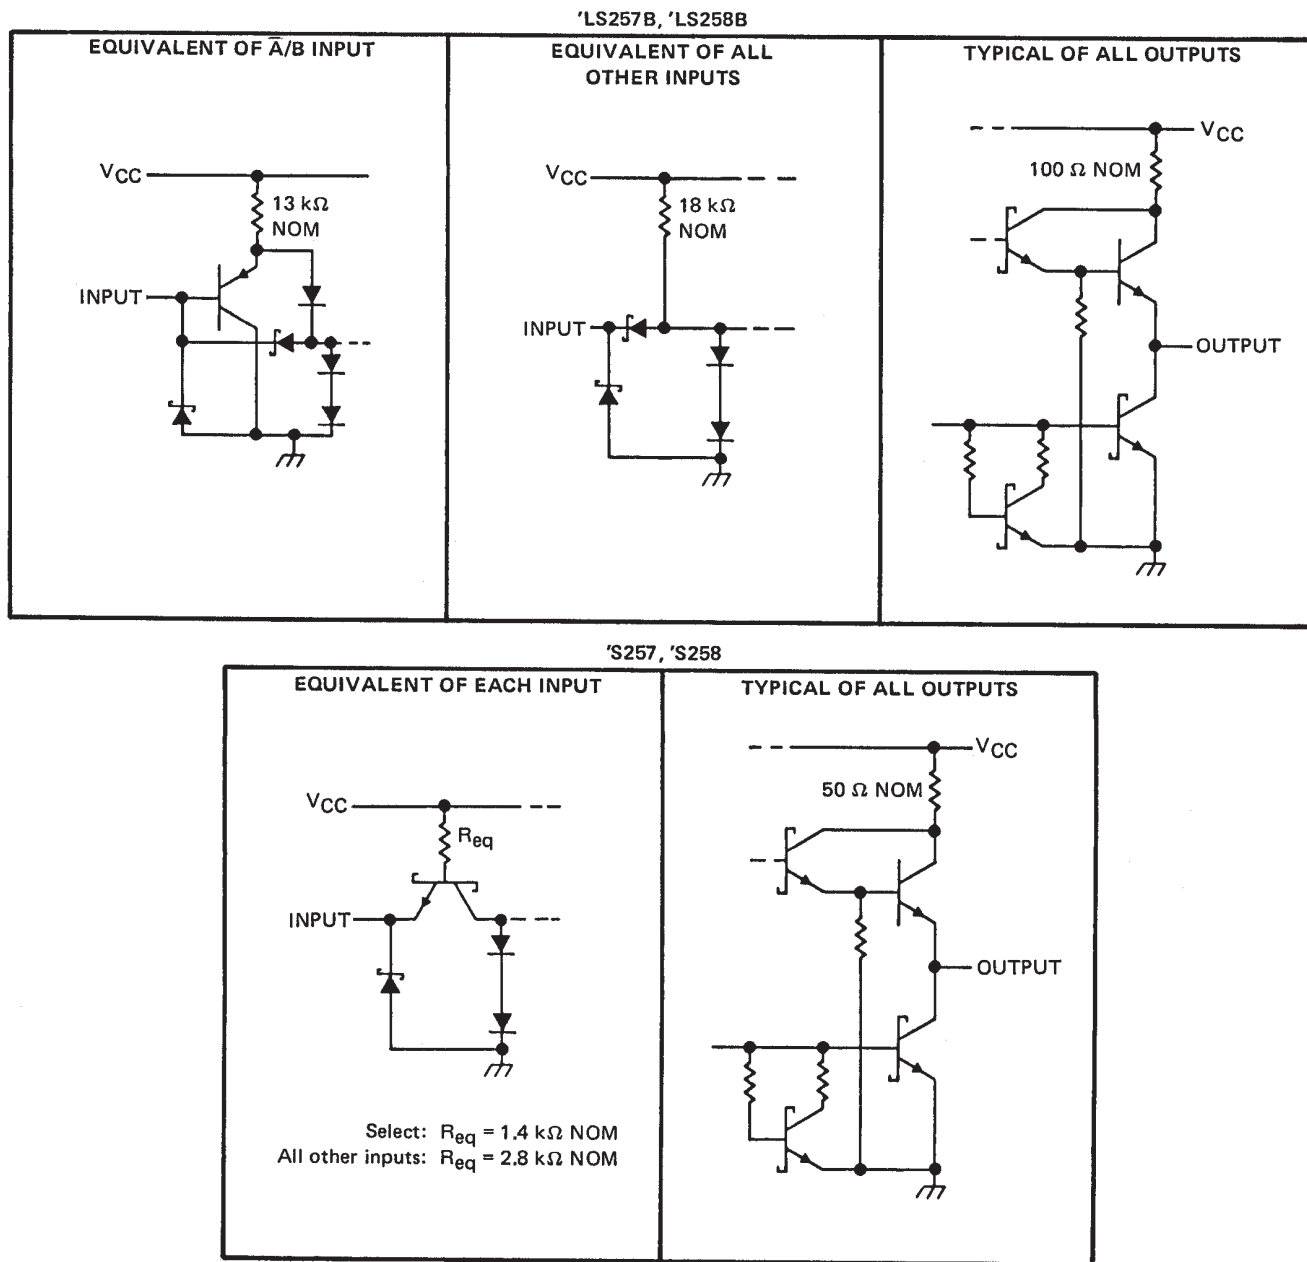 'LS257B, 'LS258B
EQUIVALENT OF A̅/B INPUT
VCC
13 kΩ
NOM
INPUT
EQUIVALENT OF ALL
OTHER INPUTS
VCC
18 kΩ
NOM
INPUT
TYPICAL OF ALL OUTPUTS
VCC
100 Ω NOM
OUTPUT
'S257, 'S258
EQUIVALENT OF EACH INPUT
VCC
Req
INPUT
Select: Req = 1.4 kΩ NOM
All other inputs: Req = 2.8 kΩ NOM
TYPICAL OF ALL OUTPUTS
VCC
50 Ω NOM
OUTPUT